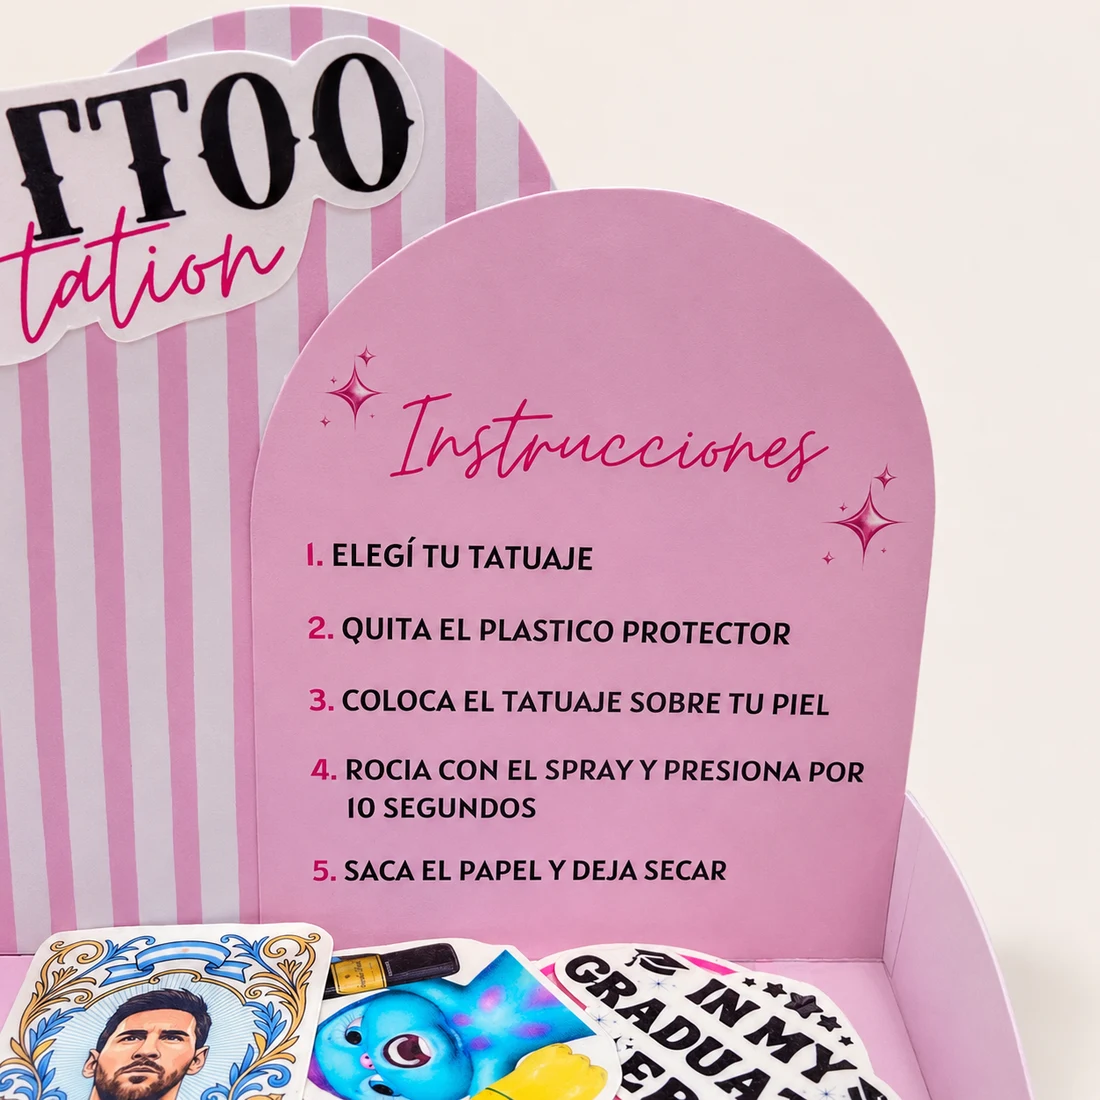 TTOO
tation
Instrucciones
1. ELEGÍ TU TATUAJE
2. QUITA EL PLASTICO PROTECTOR
3. COLOCA EL TATUAJE SOBRE TU PIEL
4. ROCIA CON EL SPRAY Y PRESIONA POR
10 SEGUNDOS
5. SACA EL PAPEL Y DEJA SECAR
IN MY
GRADUA
ER